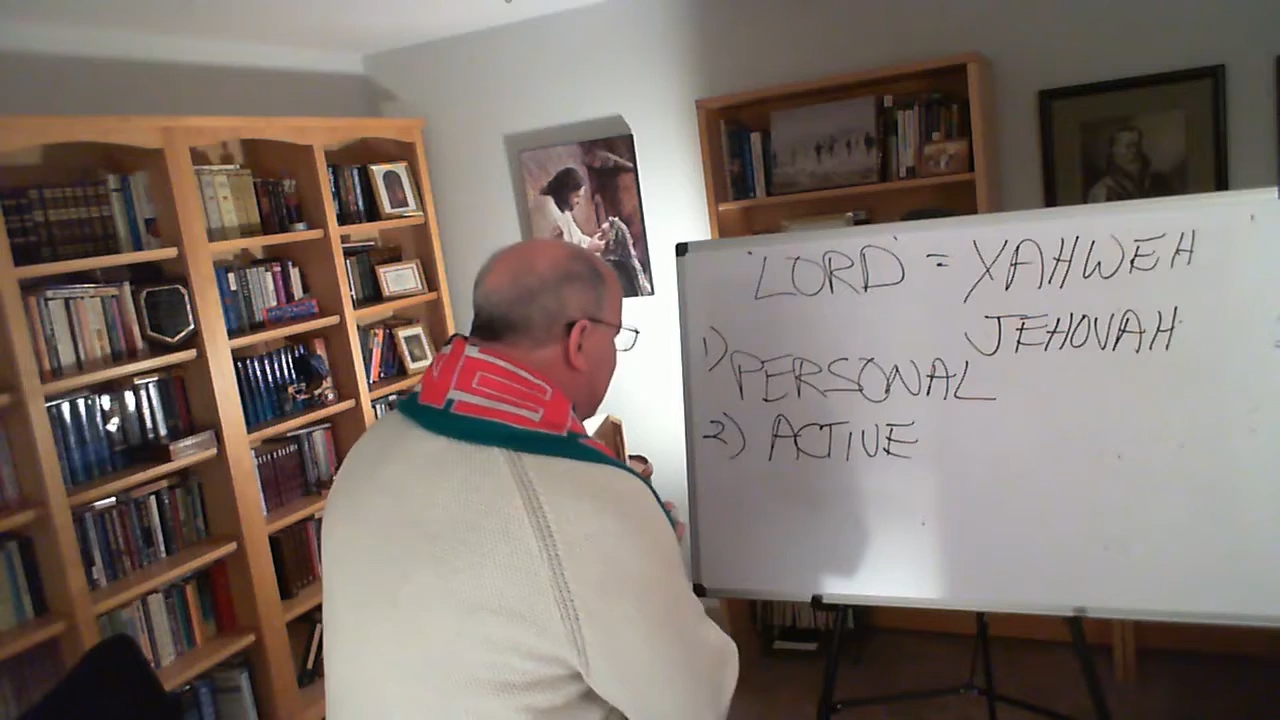 'LORD' = YAHWEH
JEHOVAH
1) PERSONAL
2) ACTIVE